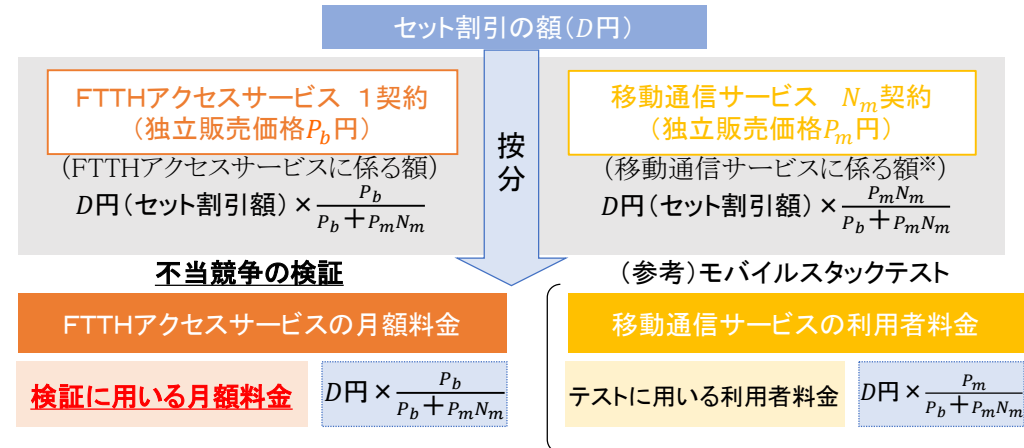 セット割引の額（D円）
FTTHアクセスサービス １契約
（独立販売価格P_b円）
（FTTHアクセスサービスに係る額）
D円（セット割引額）× P_b / (P_b＋P_mN_m)
按分
移動通信サービス　N_m契約
（独立販売価格P_m円）
（移動通信サービスに係る額※）
D円（セット割引額）× P_mN_m / (P_b＋P_mN_m)
不当競争の検証
FTTHアクセスサービスの月額料金
検証に用いる月額料金
D円 × P_b / (P_b＋P_mN_m)
（参考）モバイルスタックテスト
移動通信サービスの利用者料金
テストに用いる利用者料金
D円 × P_m / (P_b＋P_mN_m)